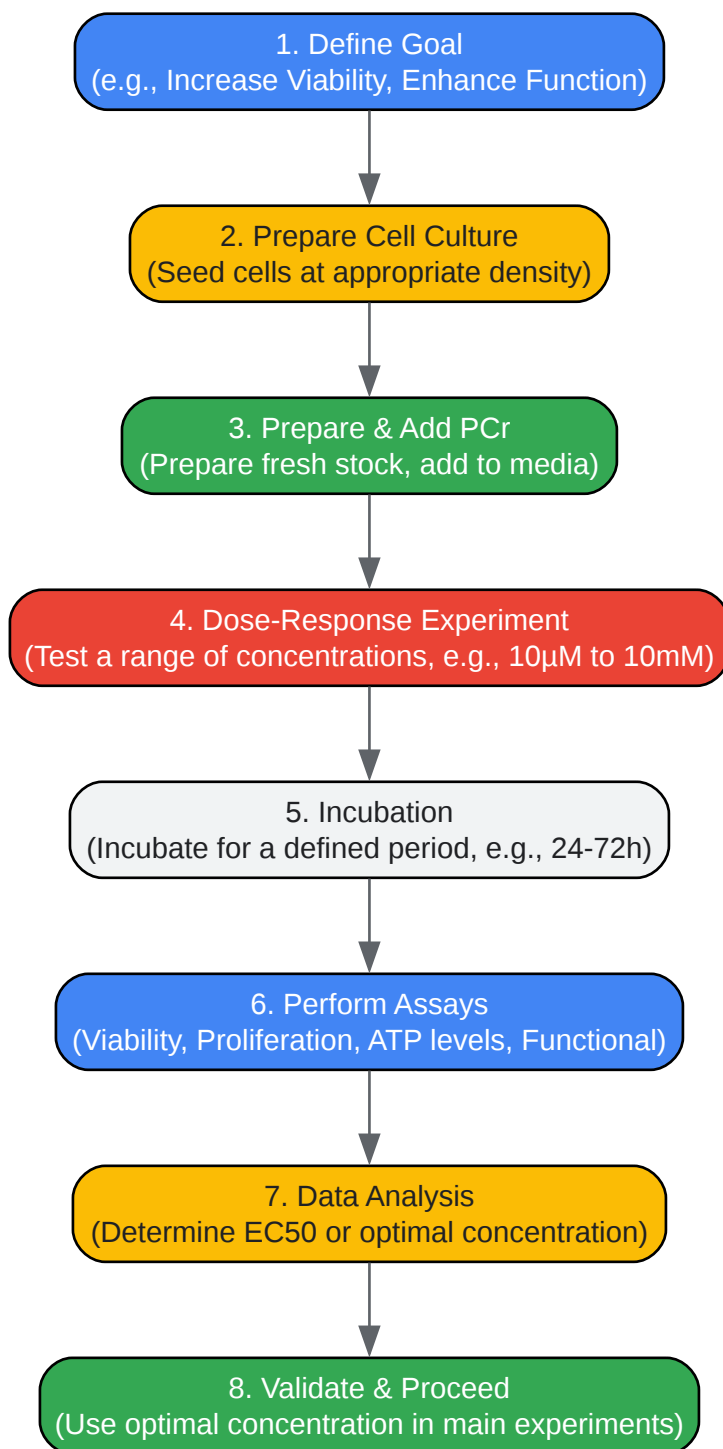 1. Define Goal
(e.g., Increase Viability, Enhance Function)
2. Prepare Cell Culture
(Seed cells at appropriate density)
3. Prepare & Add PCr
(Prepare fresh stock, add to media)
4. Dose-Response Experiment
(Test a range of concentrations, e.g., 10µM to 10mM)
5. Incubation
(Incubate for a defined period, e.g., 24-72h)
6. Perform Assays
(Viability, Proliferation, ATP levels, Functional)
7. Data Analysis
(Determine EC50 or optimal concentration)
8. Validate & Proceed
(Use optimal concentration in main experiments)